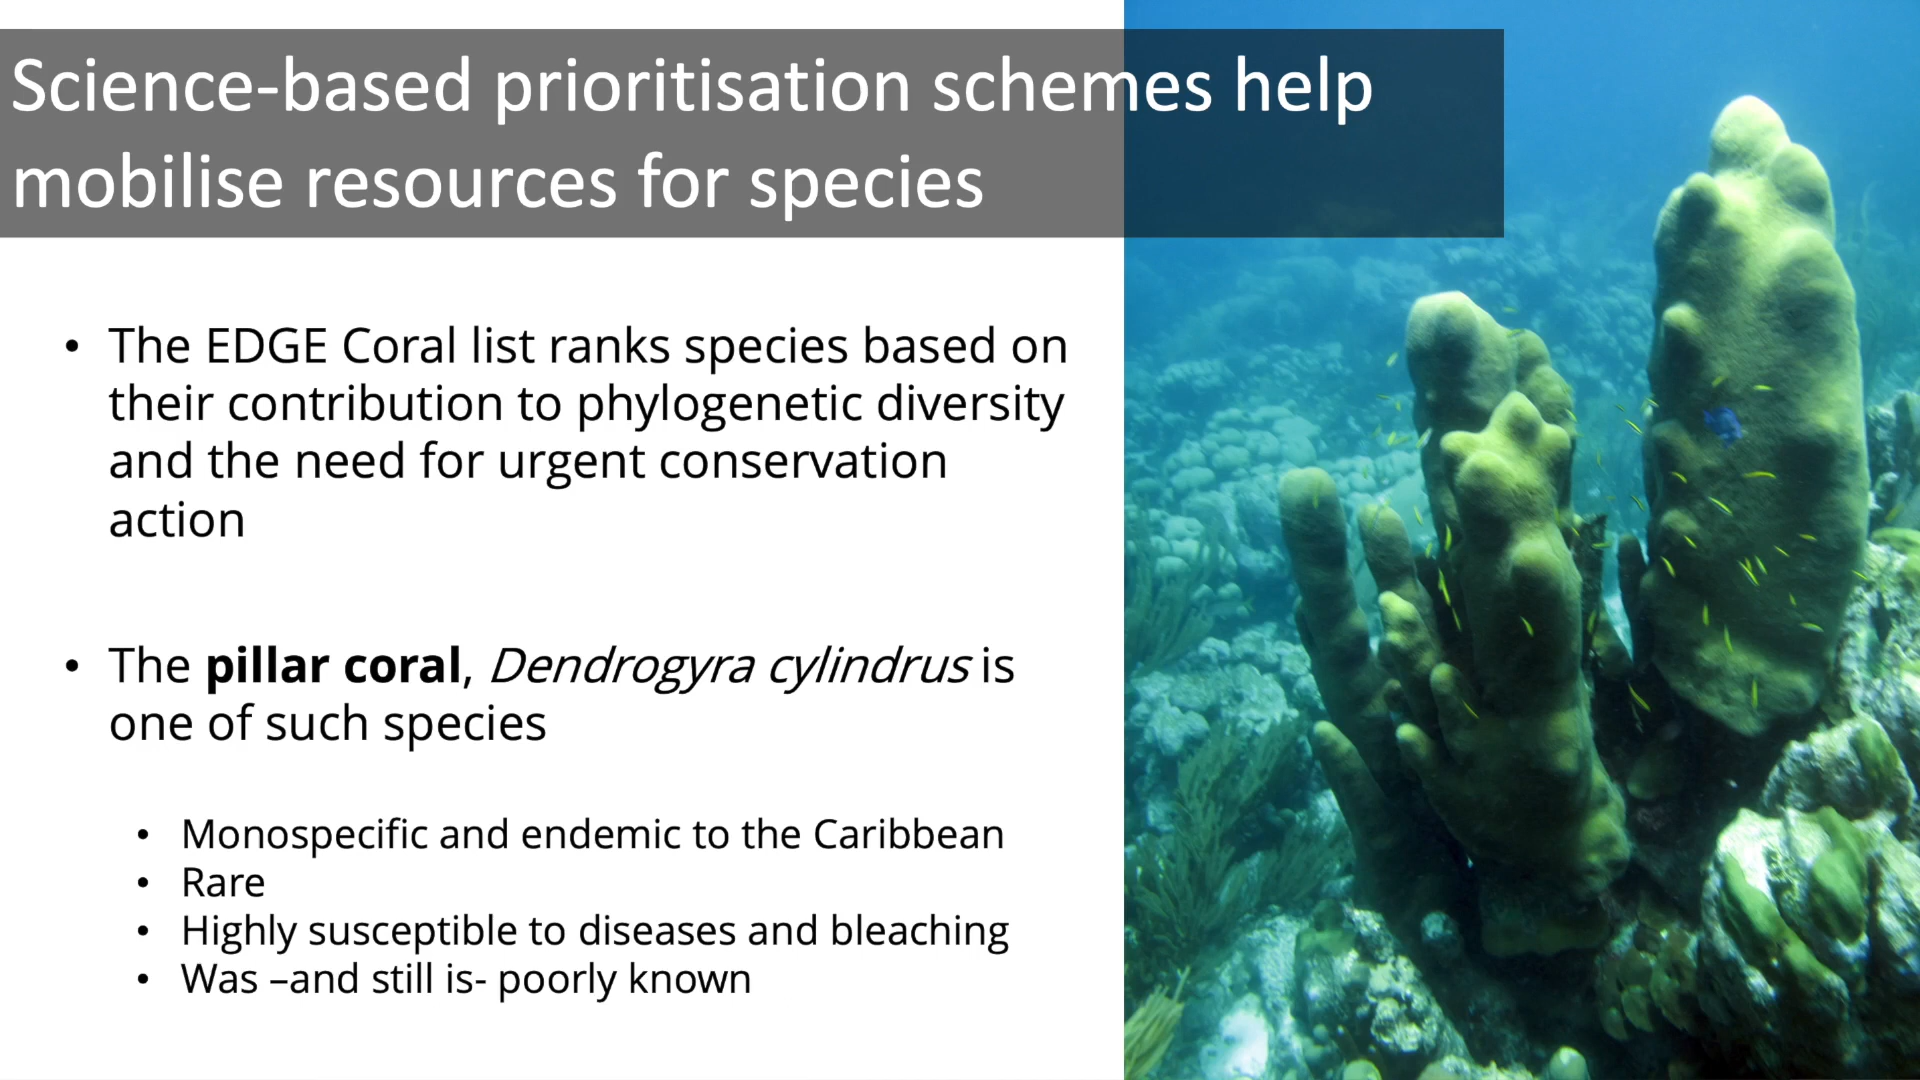 Science-based prioritisation schemes help
mobilise resources for species
• The EDGE Coral list ranks species based on
their contribution to phylogenetic diversity
and the need for urgent conservation
action
• The pillar coral, Dendrogyra cylindrus is
one of such species
• Monospecific and endemic to the Caribbean
• Rare
• Highly susceptible to diseases and bleaching
• Was –and still is- poorly known